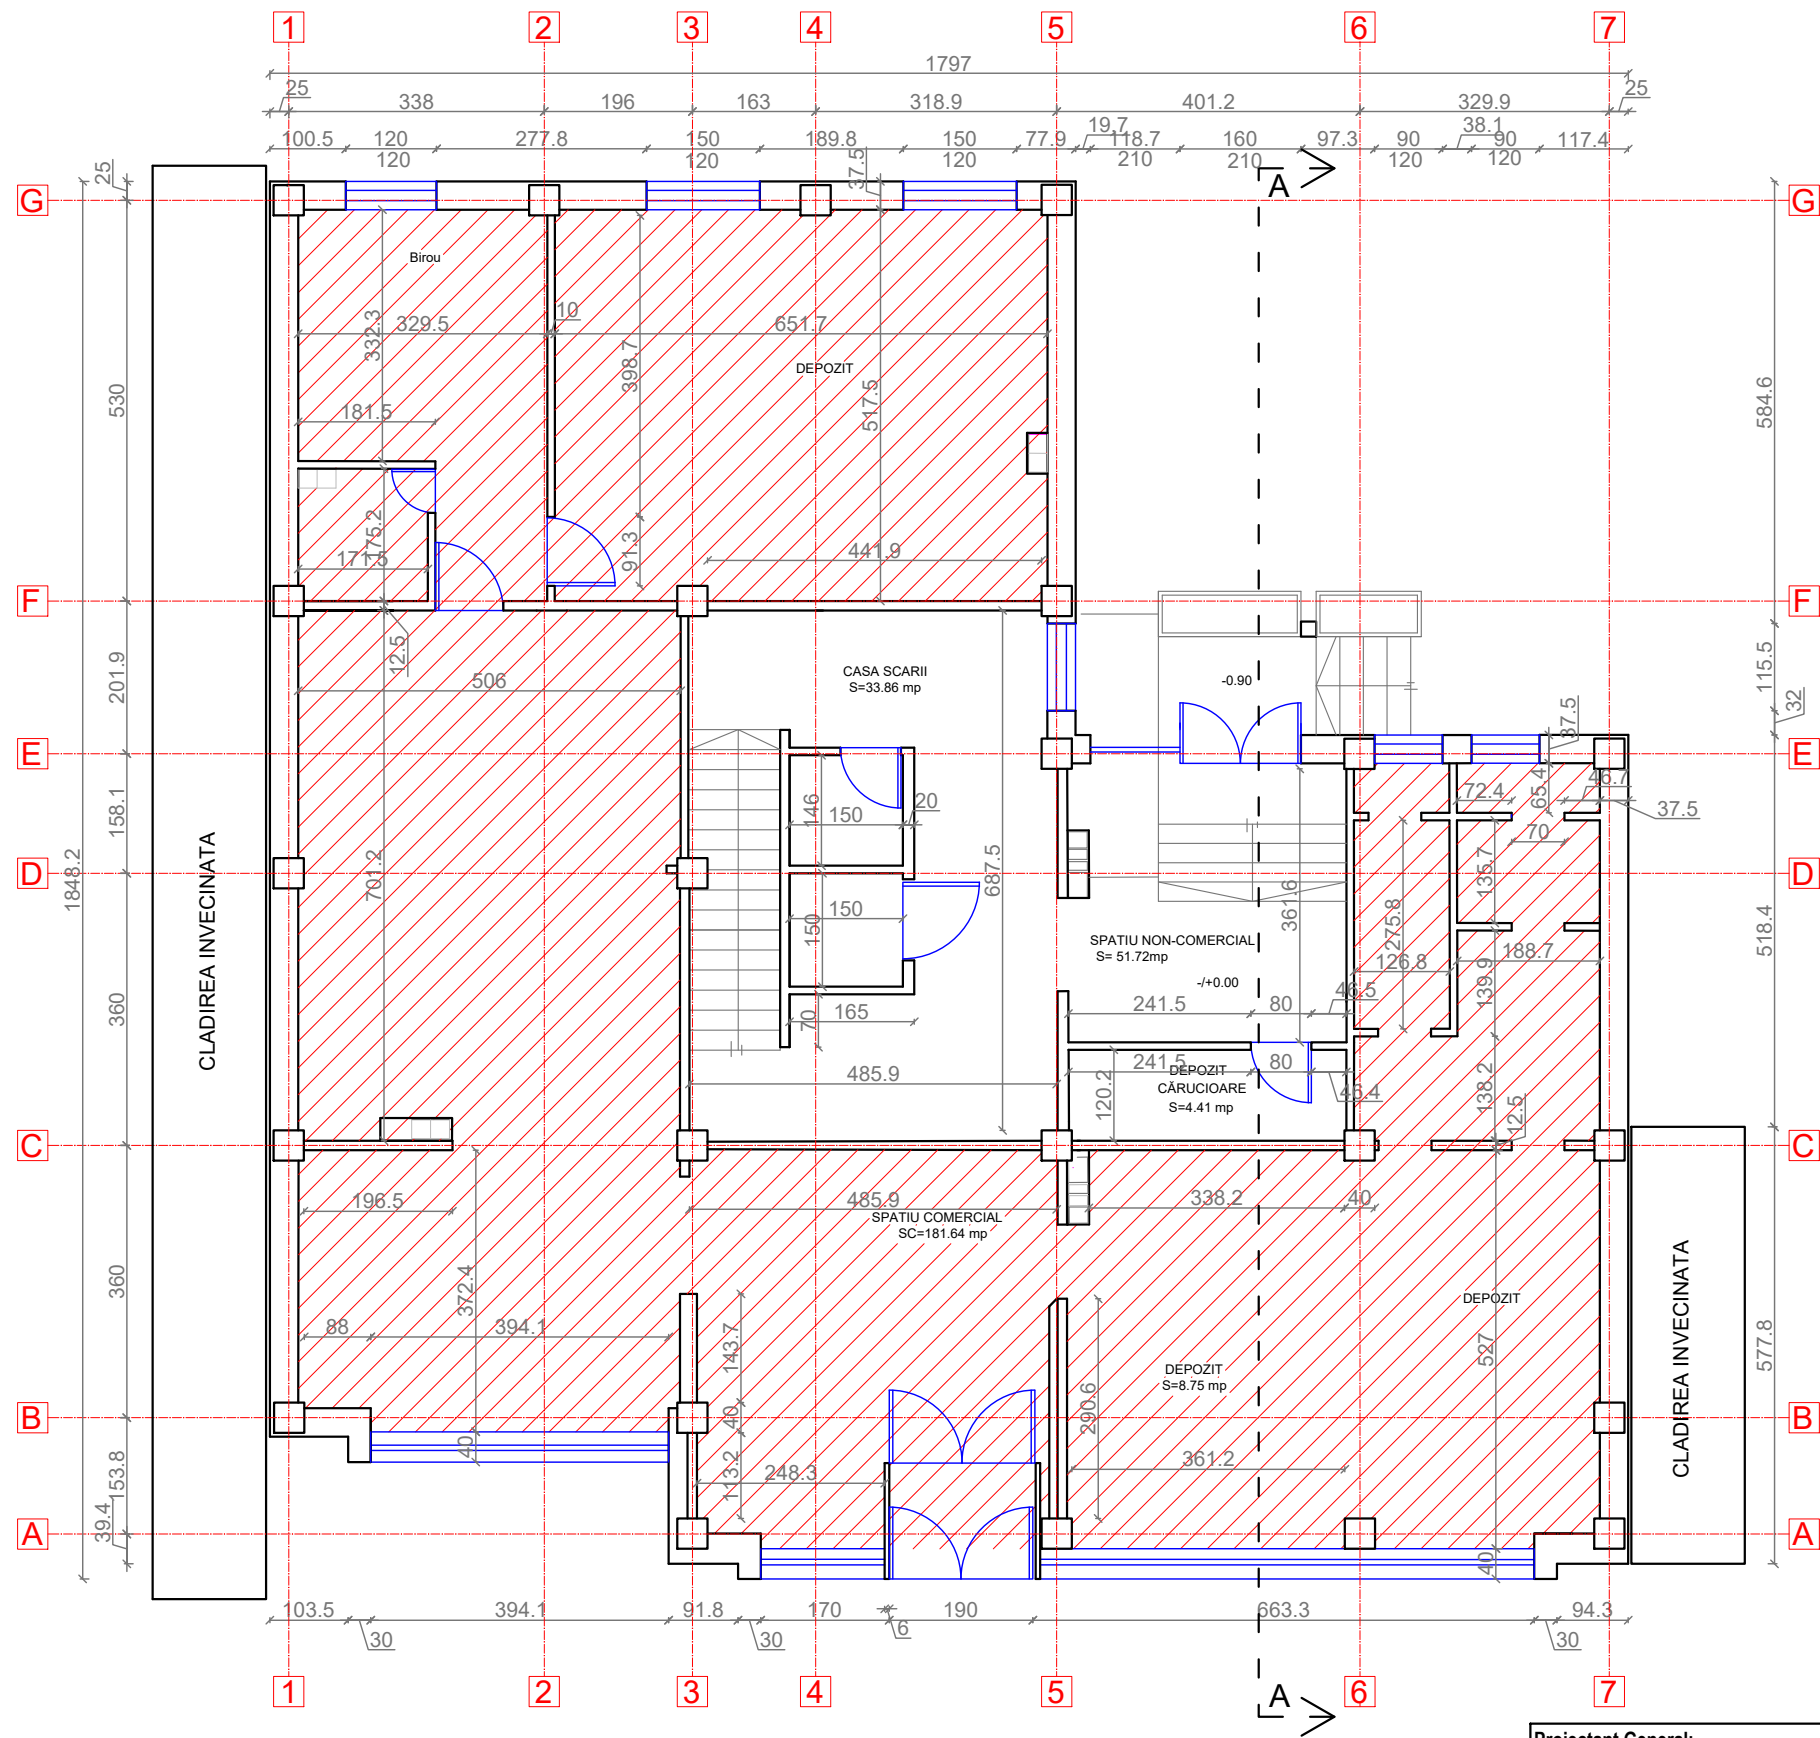 1 2 3 4 5 6 7
1797
25 338 196 163 318.9 401.2 329.9 25
100.5 120 277.8 150 189.8 150 77.9 19.7 118.7 160 97.3 90 38.1 90 117.4
120 120 120 210 210 120 120
37.5
A
G G
25
Birou
332.3
329.5
10
651.7
398.7
DEPOZIT
517.5
530
584.6
181.5
175.2
171.5
91.3
441.9
F F
12.5
201.9
506
CASA SCARII
S=33.86 mp
-0.90
115.5
32
37.5
E E
158.1
146
150
20
72.4
65.4
46.7
37.5
70
135.7
CLADIREA INVECINATA
1848.2
D D
701.2
687.5
150
150
361.6
275.8
518.4
SPATIU NON-COMERCIAL
S= 51.72mp
-/+0.00
126.8
188.7
139.9
360
70
165
241.5 80 46.5
485.9
241.5 80 46.4
DEPOZIT
CĂRUCIOARE
S=4.41 mp
120.2
138.2
12.5
C C
196.5
485.9
338.2 40
SPATIU COMERCIAL
SC=181.64 mp
360
372.4
88 394.1
143.7
DEPOZIT
527
DEPOZIT
S=8.75 mp
290.6
CLADIREA INVECINATA
577.8
B B
40
40
153.8
113.2
248.3
361.2
39.4
A A
40
103.5 30 394.1 91.8 30 170 6 190 663.3 30 94.3
1 2 3 4 5 6 7
A
Proiectant General: